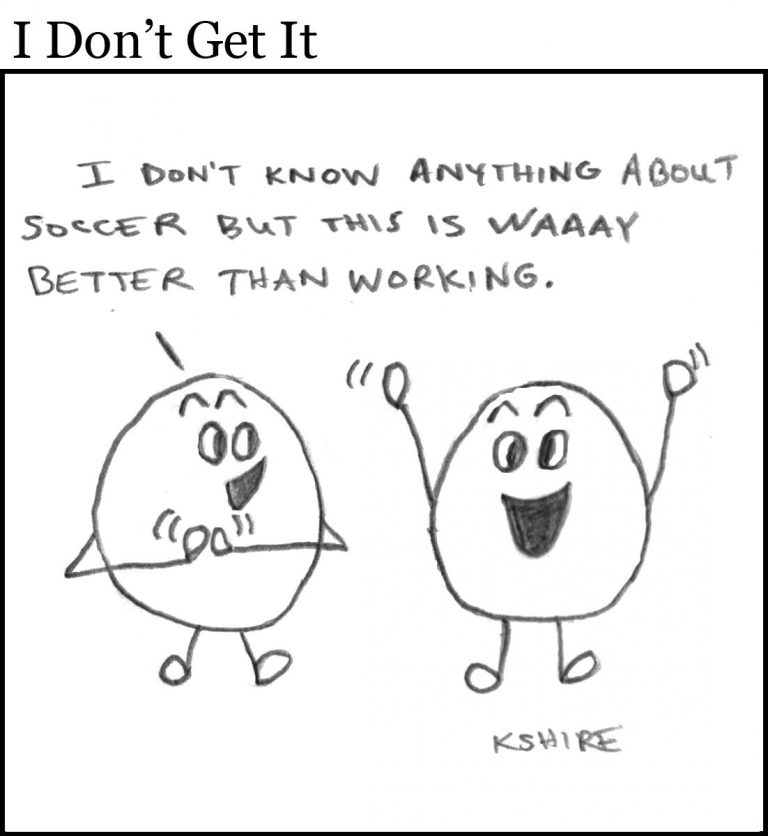 I Don’t Get It
I DON'T KNOW ANYTHING ABOUT
SOCCER BUT THIS IS WAAAY
BETTER THAN WORKING.
KSHIRE